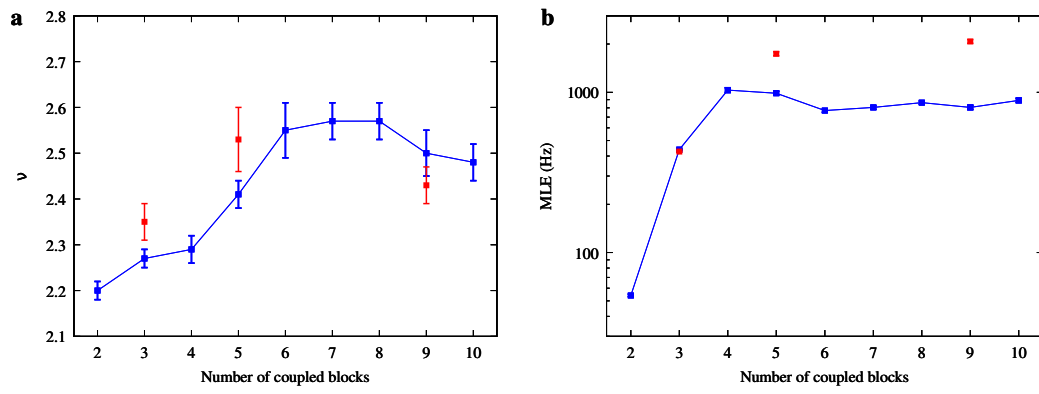 a
2.8
2.7
2.6
2.5
2.4
2.3
2.2
2.1
ν
2 3 4 5 6 7 8 9 10
Number of coupled blocks
b
1000
100
MLE (Hz)
2 3 4 5 6 7 8 9 10
Number of coupled blocks